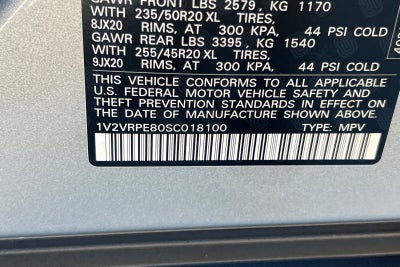 GAWR FRONT LBS 2579 , KG 1170
WITH 235/50R20 XL TIRES,
8JX20 RIMS, AT 300 KPA, 44 PSI COLD
GAWR REAR LBS 3395 , KG 1540
WITH 255/45R20 XL TIRES,
9JX20 RIMS, AT 300 KPA, 44 PSI COLD
THIS VEHICLE CONFORMS TO ALL APPLICABLE
U.S. FEDERAL MOTOR VEHICLE SAFETY AND
THEFT PREVENTION STANDARDS IN EFFECT ON
THE DATE OF MANUFACTURE SHOWN ABOVE.
1V2VRPE80SC018100 TYPE: MPV